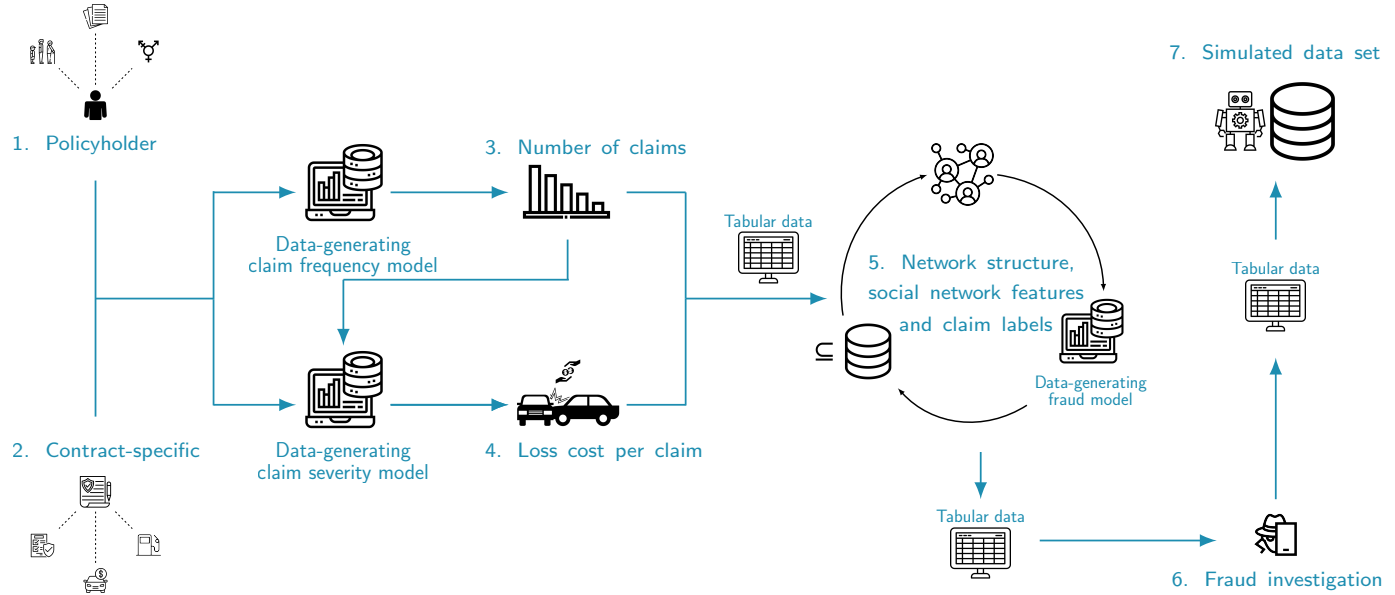 1. Policyholder
Data-generating
claim frequency model
3. Number of claims
2. Contract-specific
Data-generating
claim severity model
4. Loss cost per claim
Tabular data
5. Network structure,
social network features
and claim labels
⊆
Data-generating
fraud model
Tabular data
6. Fraud investigation
Tabular data
7. Simulated data set